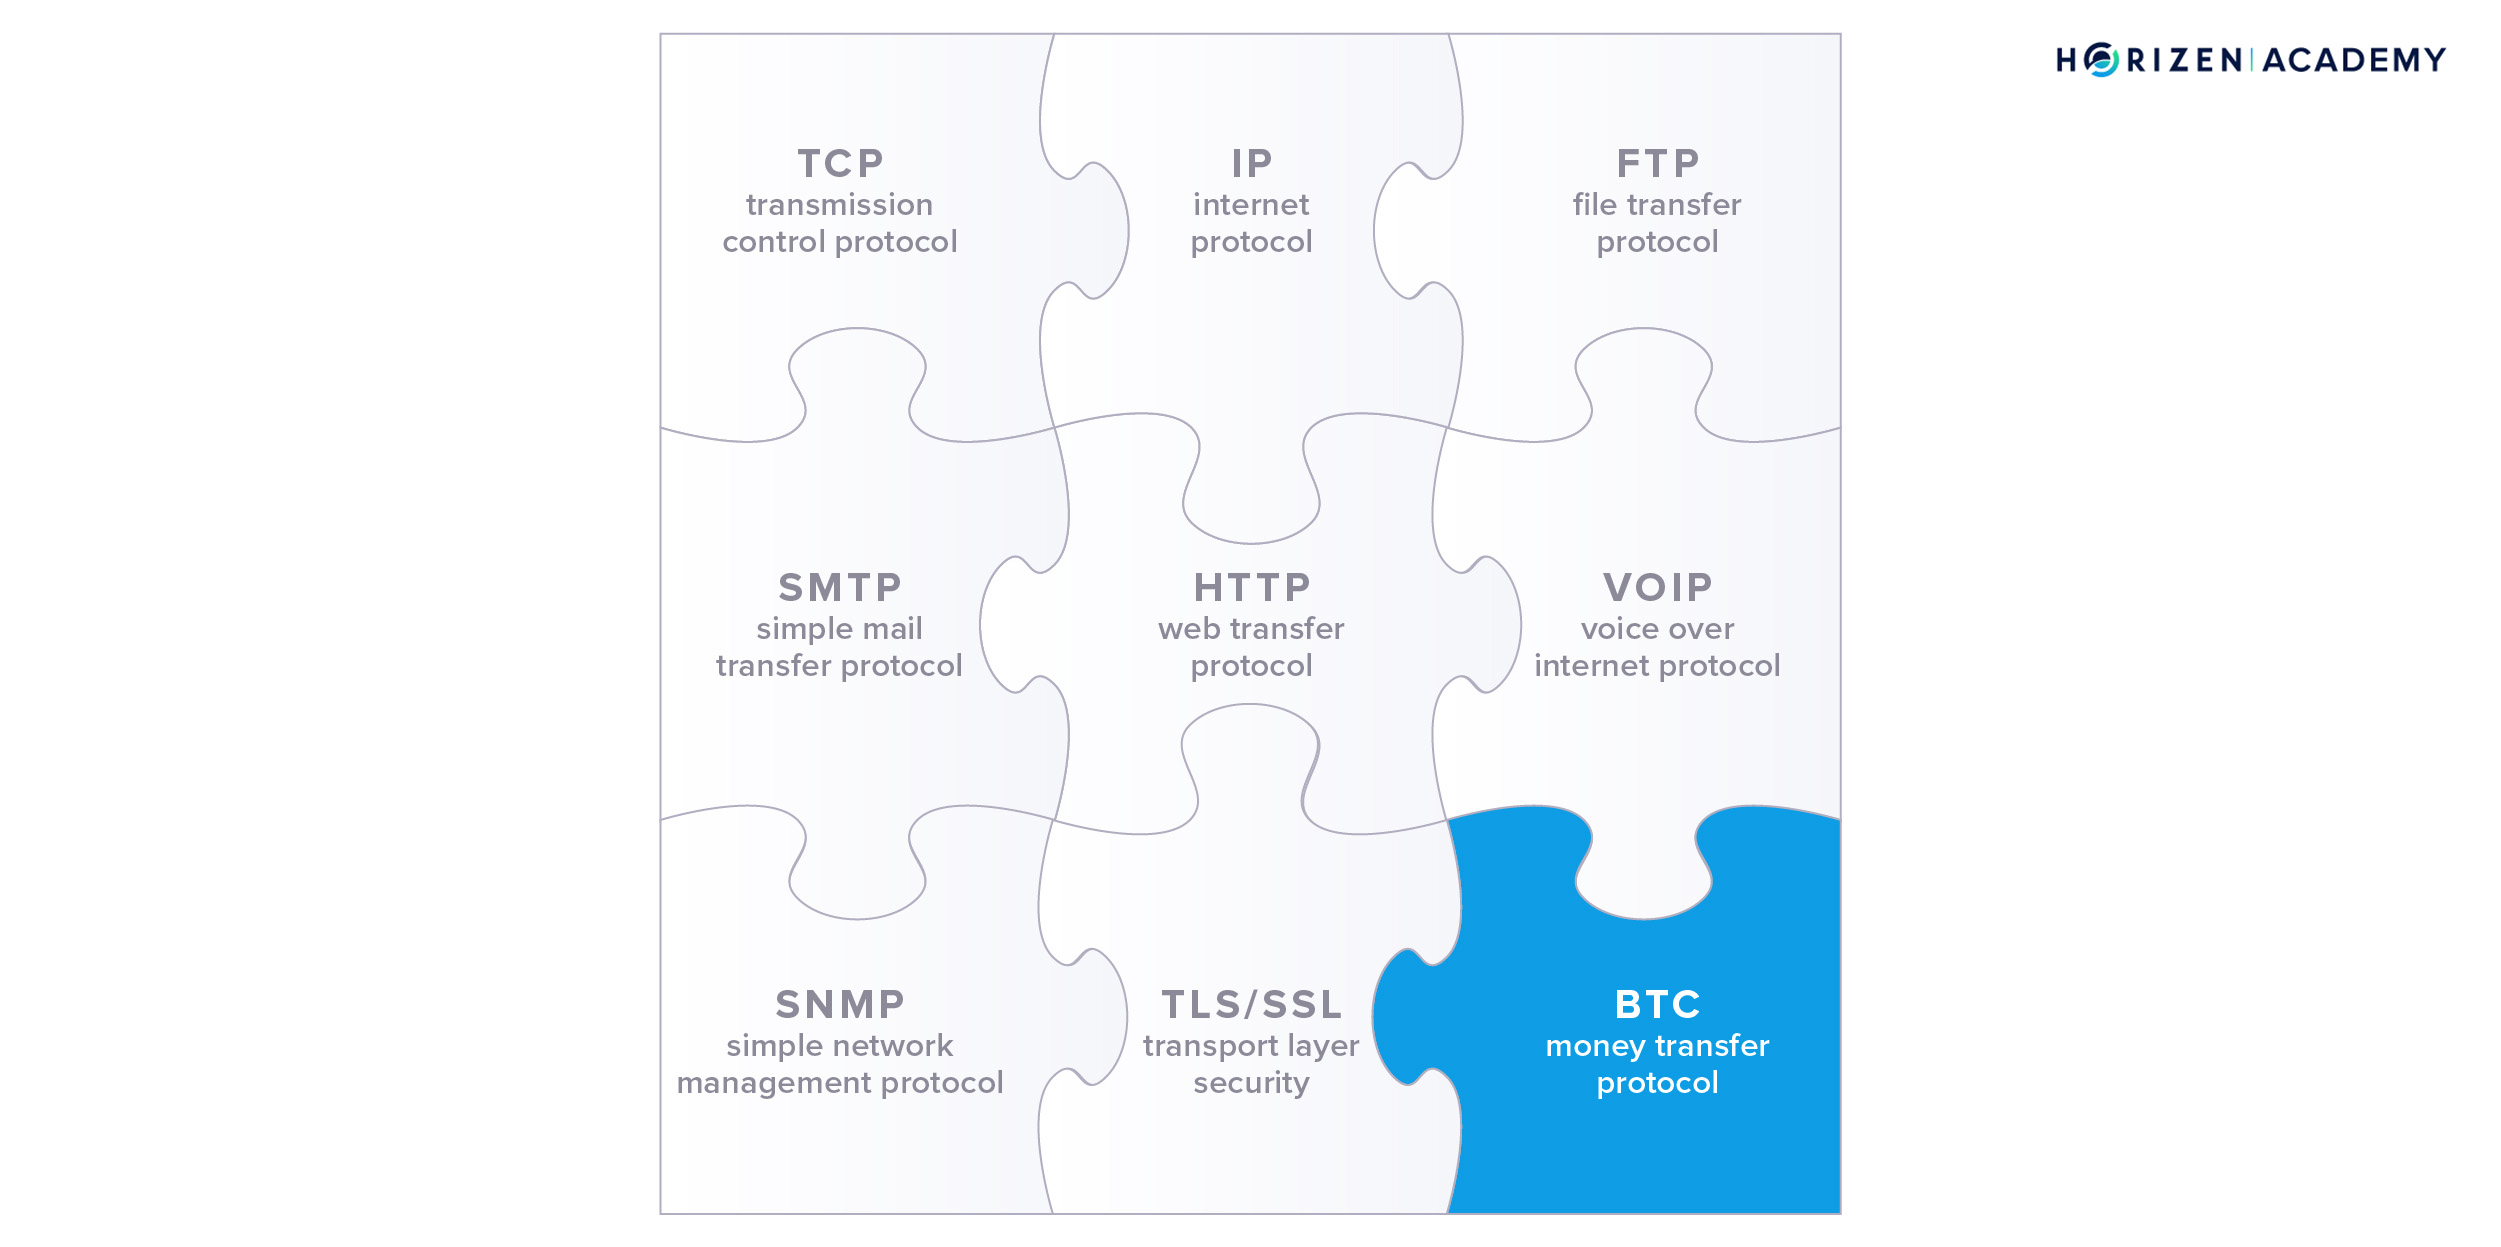 HORIZEN|ACADEMY
TCP
transmission
control protocol
IP
internet
protocol
FTP
file transfer
protocol
SMTP
simple mail
transfer protocol
HTTP
web transfer
protocol
VOIP
voice over
internet protocol
SNMP
simple network
management protocol
TLS/SSL
transport layer
security
BTC
money transfer
protocol